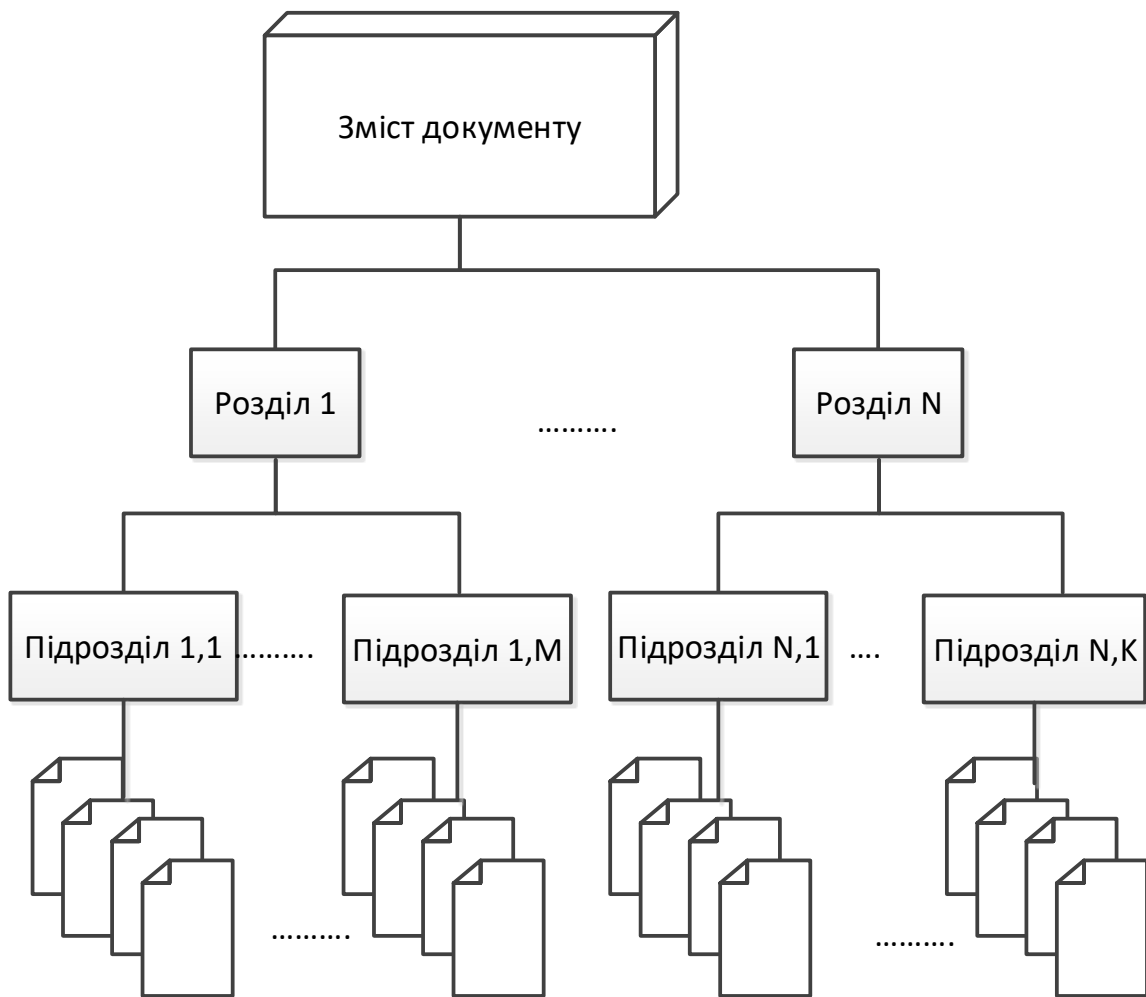 Зміст документу
Розділ 1
……….
Розділ N
Підрозділ 1,1
……….
Підрозділ 1,M
Підрозділ N,1
….
Підрозділ N,K
……….
……….